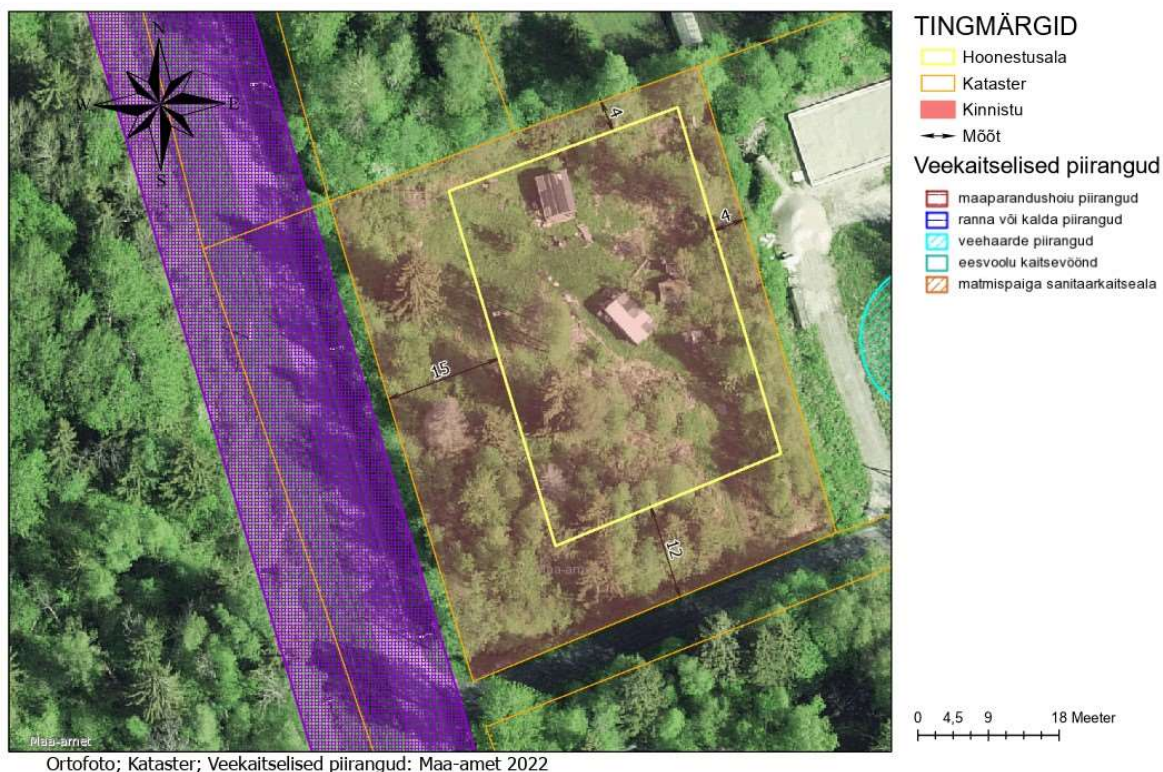 N
W
E
S
4
4
15
12
Maa-amet
Maa-amet
Ortofoto; Kataster; Veekaitselised piirangud: Maa-amet 2022
TINGMÄRGID
Hoonestusala
Kataster
Kinnistu
Mõõt
Veekaitselised piirangud
maaparandushoiu piirangud
ranna või kalda piirangud
veehaarde piirangud
eesvoolu kaitsevöönd
matmispaiga sanitaarkaitseala
0 4,5 9 18 Meeter